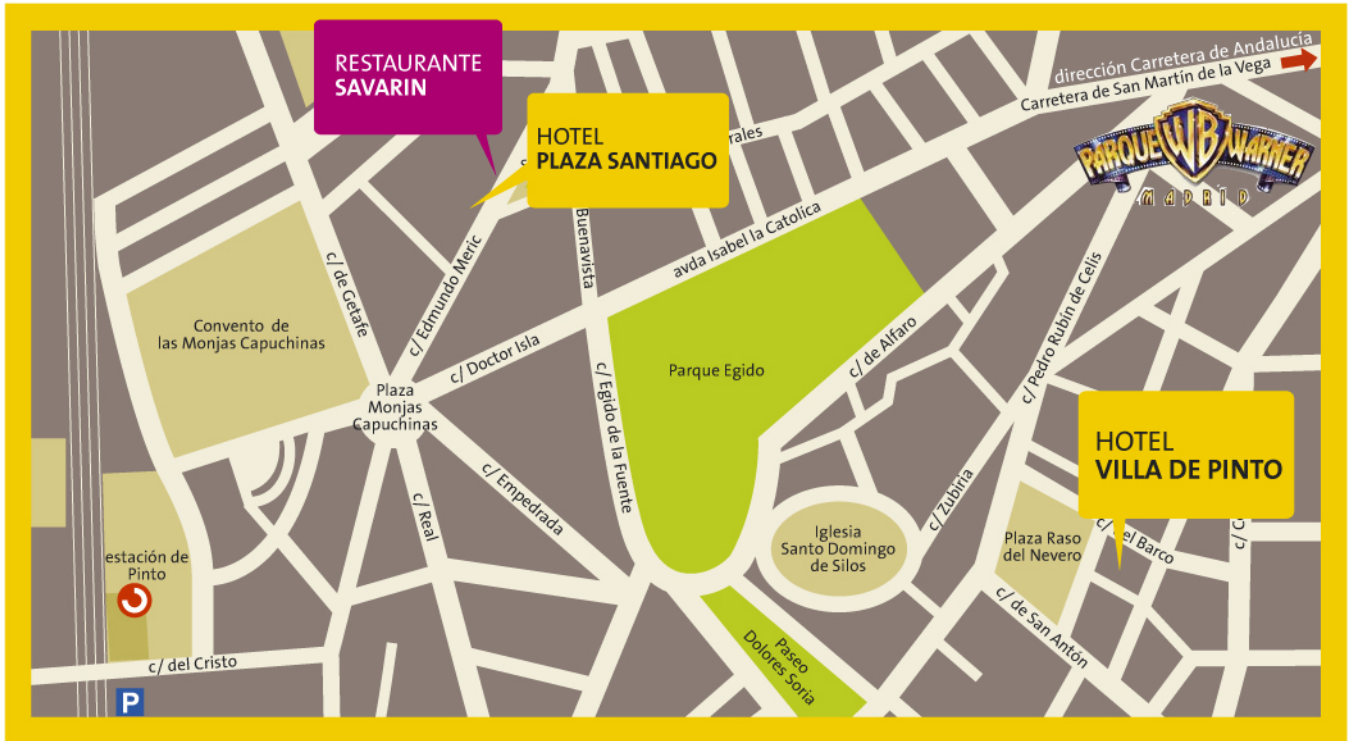 RESTAURANTE
SAVARIN
HOTEL
PLAZA SANTIAGO
dirección Carretera de Andalucía
Carretera de San Martín de la Vega
PARQUE WB WARNER
MADRID
Buenavista
avda Isabel la Catolica
c/ de Getafe
c/ Edmundo Meric
Convento de
las Monjas Capuchinas
c/ Doctor Isla
Plaza
Monjas
Capuchinas
c/ Egido de la Fuente
Parque Egido
c/ de Alfaro
c/ Pedro Rubín de Celis
HOTEL
VILLA DE PINTO
c/ Real
c/ Empedrada
Iglesia
Santo Domingo
de Silos
c/ Zubiria
Plaza Raso
del Nevero
c/ del Barco
estación de
Pinto
c/ de San Antón
c/ del Cristo
Paseo
Dolores Soria
P